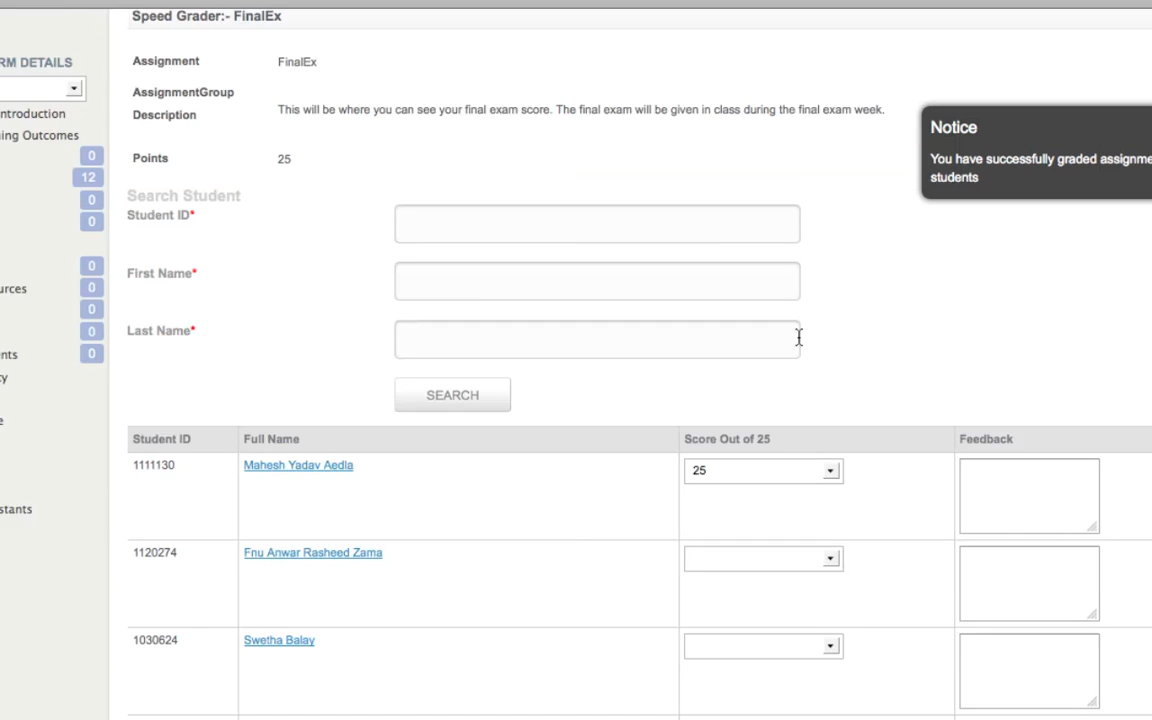 Speed Grader:- FinalEx
RM DETAILS
Assignment FinalEx
AssignmentGroup
Description This will be where you can see your final exam score. The final exam will be given in class during the final exam week.
Points 25
ntroduction
ning Outcomes
0
12
0
0
0
urces 0
0
0
nts 0
ty
e
stants
Notice
You have successfully graded assignme
students
Search Student
Student ID*
First Name*
Last Name*
SEARCH
Student ID Full Name Score Out of 25 Feedback
1111130 Mahesh Yadav Aedla 25
1120274 Fnu Anwar Rasheed Zama
1030624 Swetha Balay